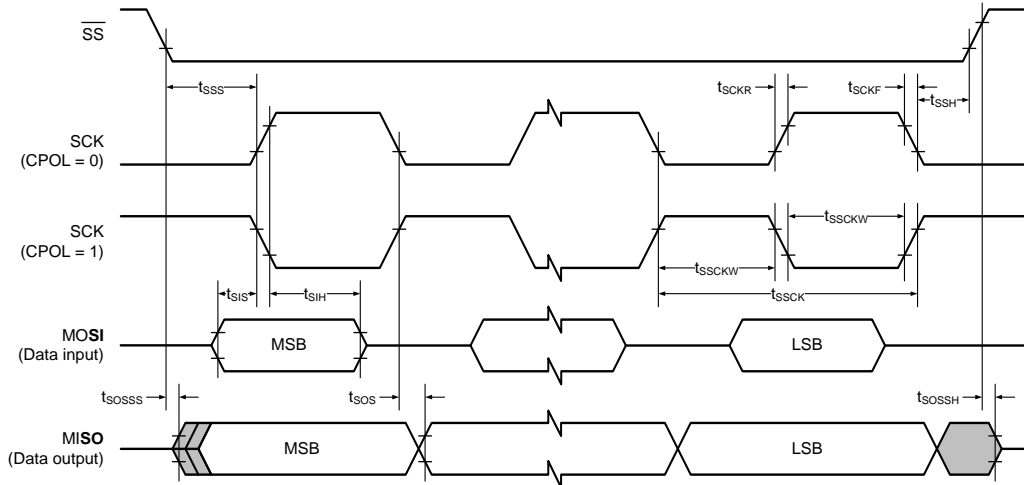 SS
tSSS
tSCKR
tSCKF
tSSH
SCK
(CPOL = 0)
SCK
(CPOL = 1)
tSSCKW
tSSCKW
tSIS
tSIH
tSSCK
MOSI
(Data input)
MSB
LSB
tSOSSS
tSOS
tSOSSH
MISO
(Data output)
MSB
LSB